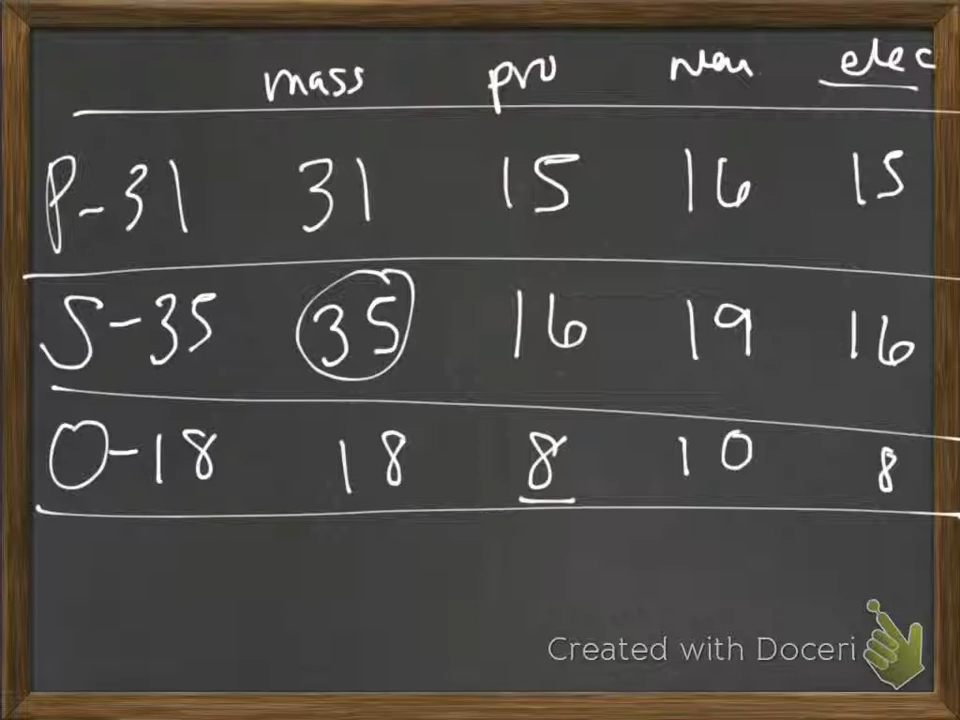 mass pro neu elec
P-31 31 15 16 15
S-35 35 16 19 16
O-18 18 8 10 8
Created with Doceri